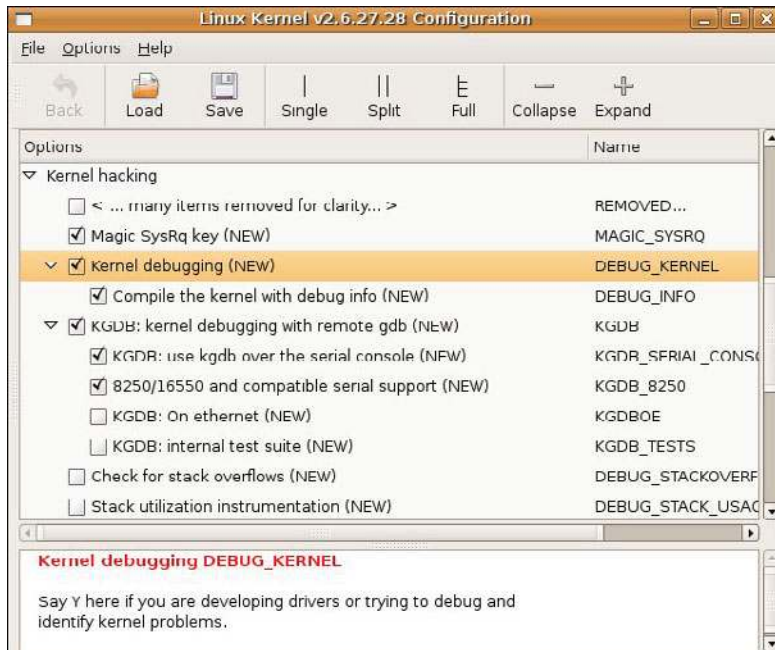 Linux Kernel v2.6.27.28 Configuration
File Options Help
Back Load Save Single Split Full Collapse Expand
Options Name
Kernel hacking
< ... many items removed for clarity... > REMOVED...
Magic SysRq key (NEW) MAGIC_SYSRQ
Kernel debugging (NEW) DEBUG_KERNEL
Compile the kernel with debug info (NEW) DEBUG_INFO
KGDB: kernel debugging with remote gdb (NEW) KGDB
KGDB: use kgdb over the serial console (NEW) KGDB_SERIAL_CONSO
8250/16550 and compatible serial support (NEW) KGDB_8250
KGDB: On ethernet (NEW) KGDBOE
KGDB: internal test suite (NEW) KGDB_TESTS
Check for stack overflows (NEW) DEBUG_STACKOVERF
Stack utilization instrumentation (NEW) DEBUG_STACK_USAG
Kernel debugging DEBUG_KERNEL
Say Y here if you are developing drivers or trying to debug and
identify kernel problems.